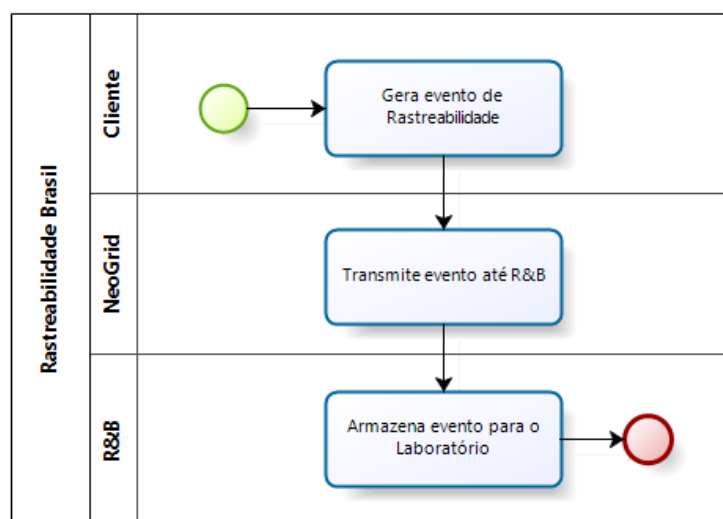 Rastreabilidade Brasil
Cliente
Gera evento de
Rastreabilidade
NeoGrid
Transmite evento até R&B
R&B
Armazena evento para o
Laboratório